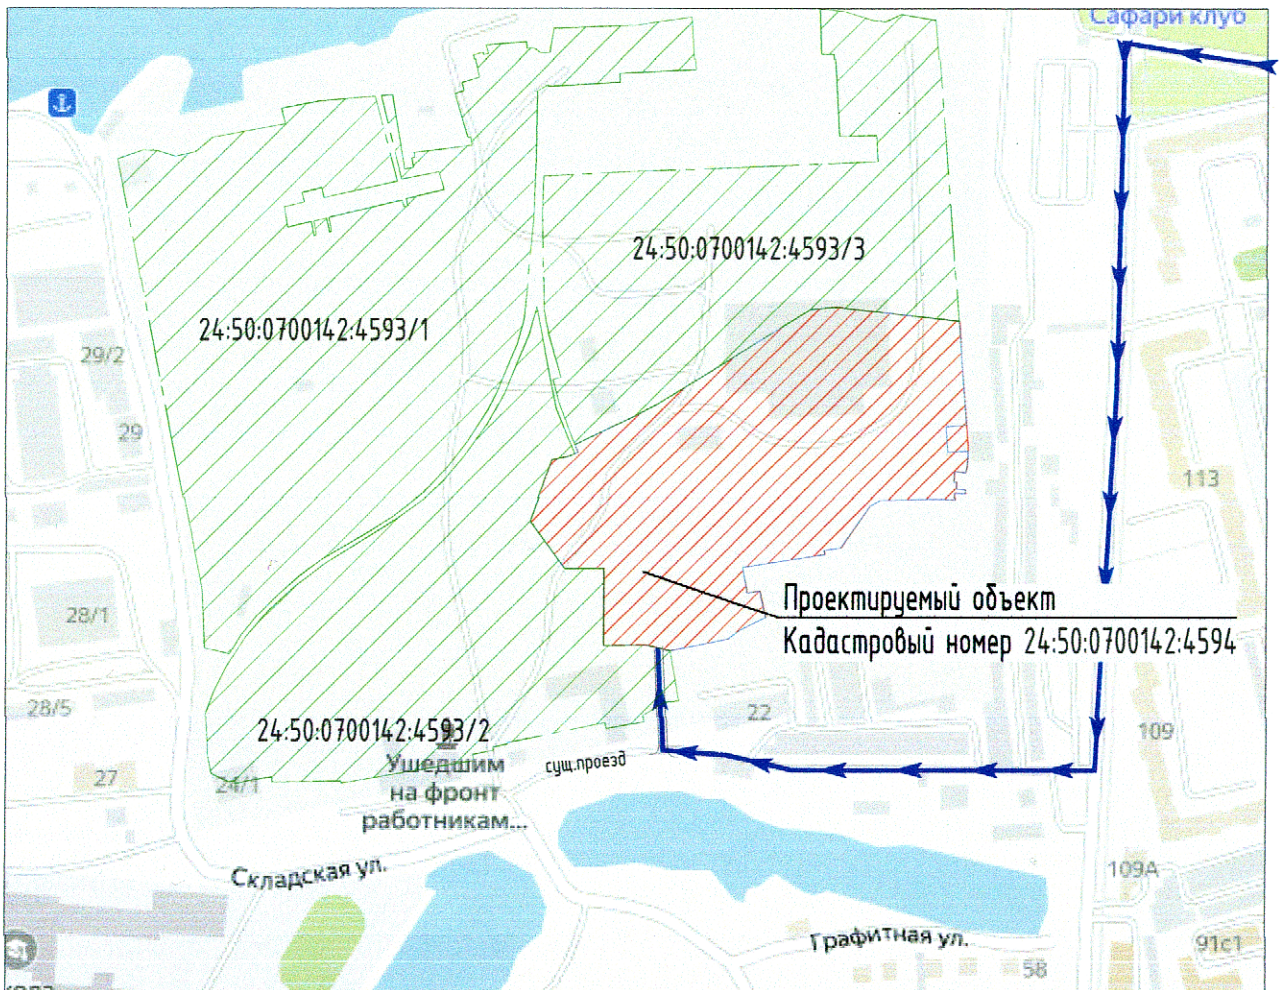 Сафари клуб
24:50:0700142:4593/3
24:50:0700142:4593/1
29/2
29
113
28/1
Проектируемый объект
Кадастровый номер 24:50:0700142:4594
28/5
22
109
24:50:0700142:4593/2
Ушедшим
на фронт
работникам...
сущ.проезд
27
24/1
Складская ул.
109А
Графитная ул.
91с1
58